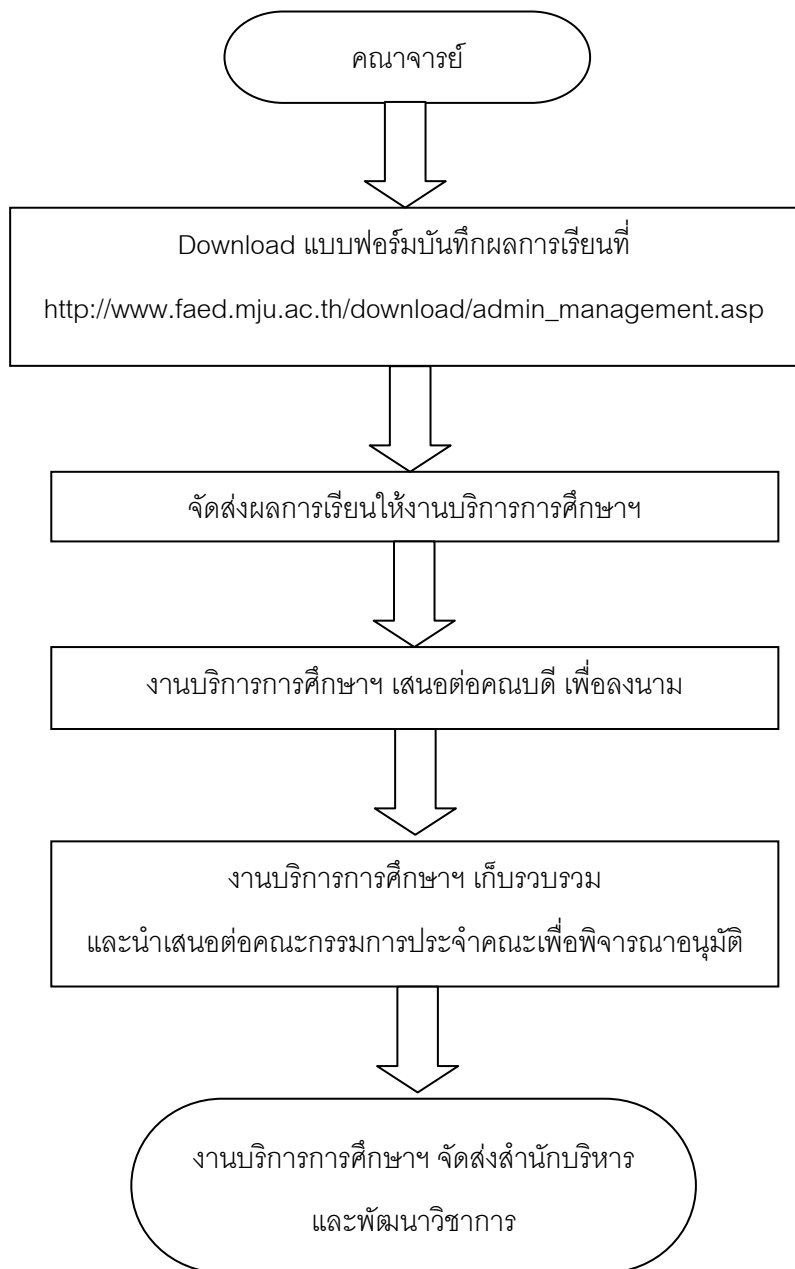 คณาจารย์
Download แบบฟอร์มบันทึกผลการเรียนที่
http://www.faed.mju.ac.th/download/admin_management.asp
จัดส่งผลการเรียนให้งานบริการการศึกษาฯ
งานบริการการศึกษาฯ เสนอต่อคณบดี เพื่อลงนาม
งานบริการการศึกษาฯ เก็บรวบรวม
และนำเสนอต่อคณะกรรมการประจำคณะเพื่อพิจารณาอนุมัติ
งานบริการการศึกษาฯ จัดส่งสำนักบริหาร
และพัฒนาวิชาการ